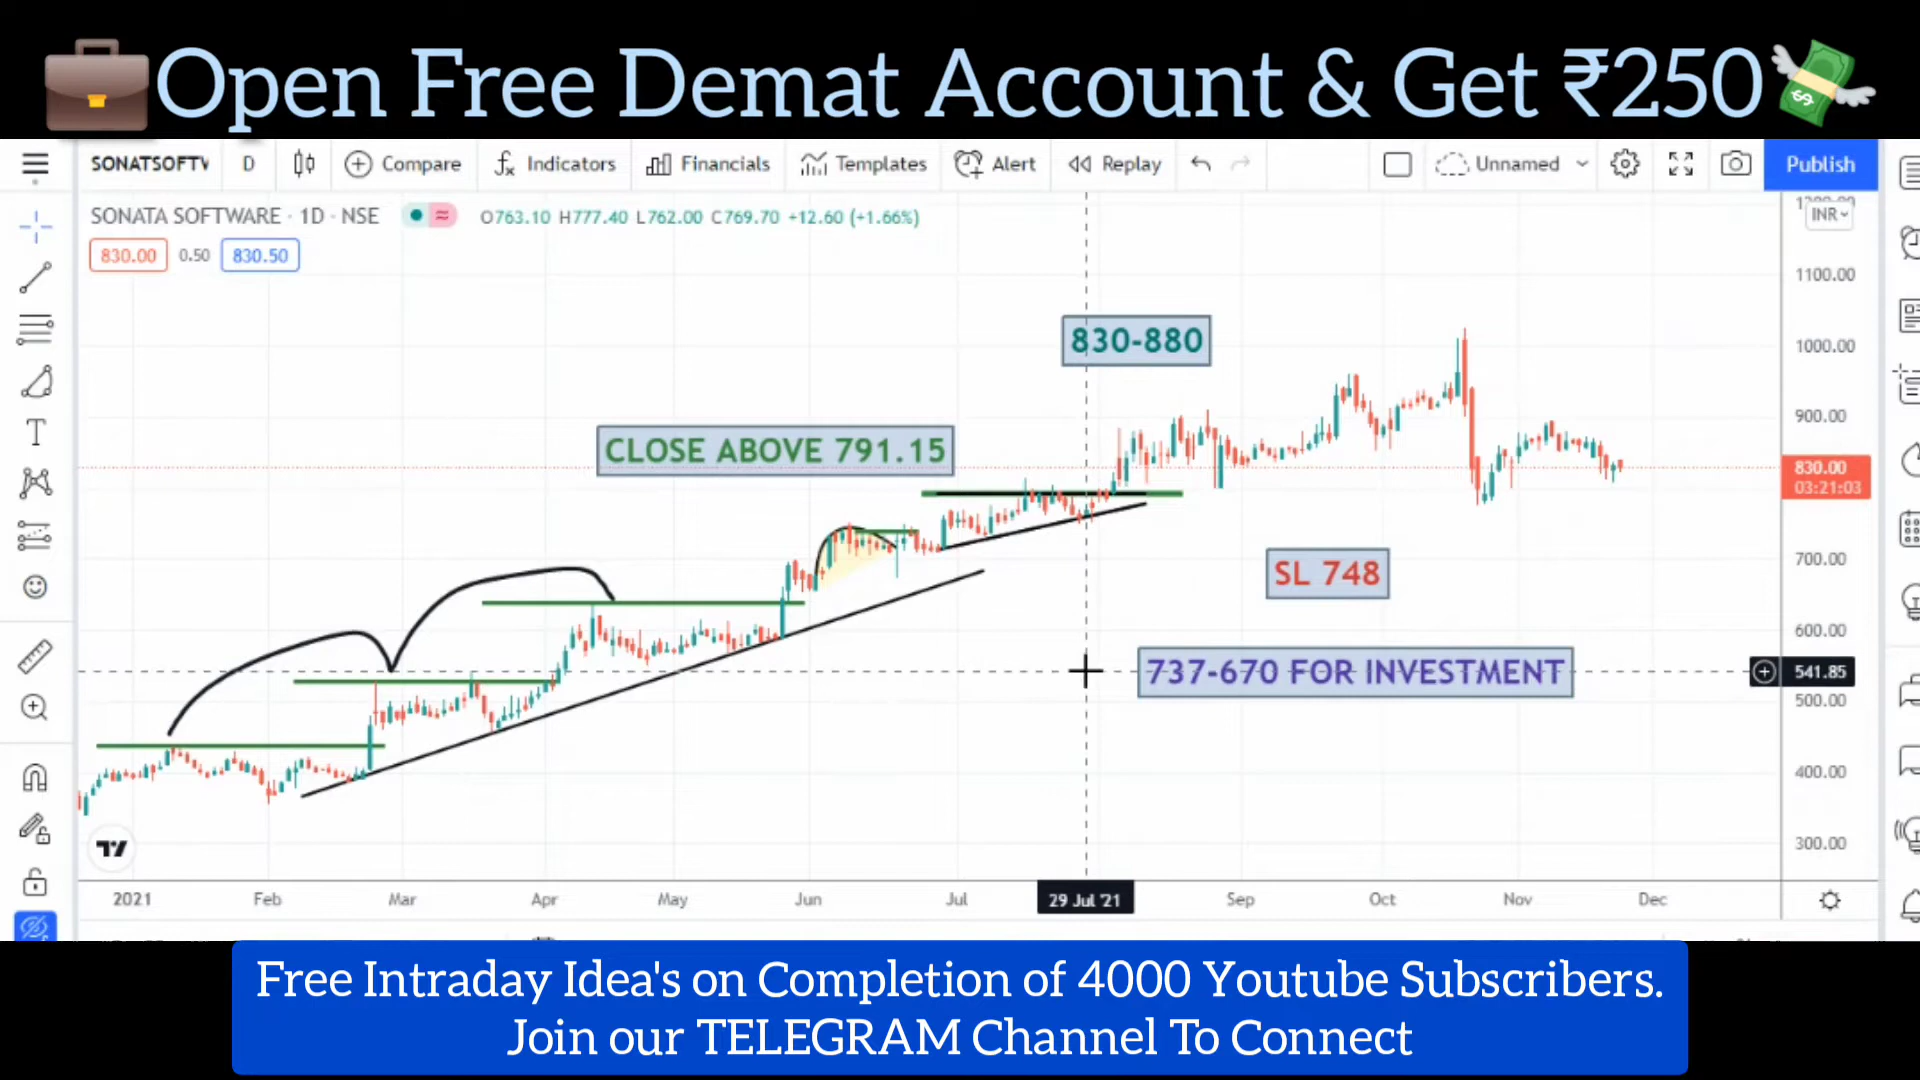 Open Free Demat Account & Get ₹250
SONATSOFTW D Compare Indicators Financials Templates Alert Replay Unnamed Publish
SONATA SOFTWARE · 1D · NSE O763.10 H777.40 L762.00 C769.70 +12.60 (+1.66%)
INR
830.00 0.50 830.50
1100.00
830-880
1000.00
900.00
CLOSE ABOVE 791.15
830.00
03:21:03
700.00
SL 748
600.00
737-670 FOR INVESTMENT
541.85
500.00
400.00
300.00
2021 Feb Mar Apr May Jun Jul 29 Jul '21 Sep Oct Nov Dec
Free Intraday Idea's on Completion of 4000 Youtube Subscribers.
Join our TELEGRAM Channel To Connect